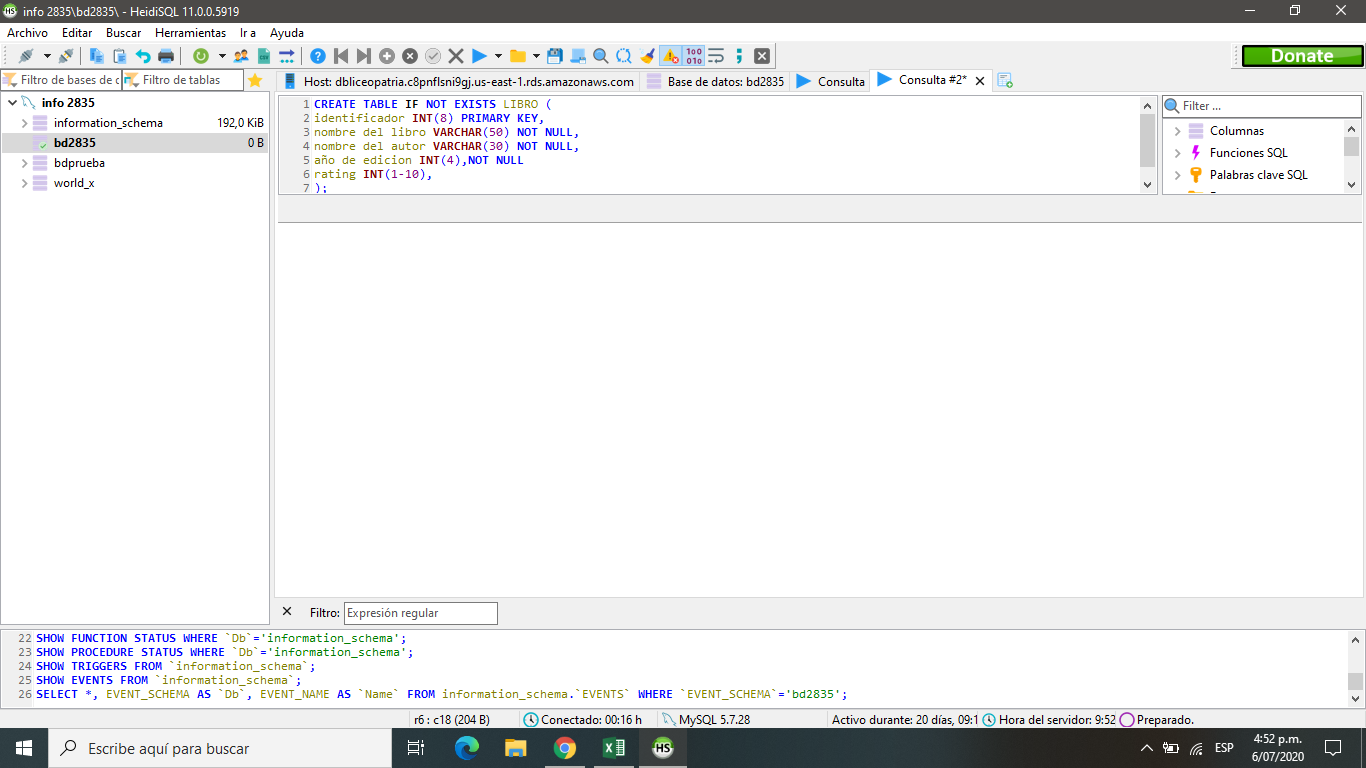 info 2835\bd2835\ - HeidiSQL 11.0.0.5919
Archivo Editar Buscar Herramientas Ir a Ayuda
Donate
Filtro de bases de d Filtro de tablas
Host: dbliceopatria.c8pnflsni9gj.us-east-1.rds.amazonaws.com Base de datos: bd2835 Consulta Consulta #2*
info 2835
information_schema 192,0 KiB
bd2835 0 B
bdprueba
world_x
1 CREATE TABLE IF NOT EXISTS LIBRO (
2 identificador INT(8) PRIMARY KEY,
3 nombre del libro VARCHAR(50) NOT NULL,
4 nombre del autor VARCHAR(30) NOT NULL,
5 año de edicion INT(4),NOT NULL
6 rating INT(1-10),
7 );
Filter ...
Columnas
Funciones SQL
Palabras clave SQL
Filtro: Expresión regular
22 SHOW FUNCTION STATUS WHERE `Db`='information_schema';
23 SHOW PROCEDURE STATUS WHERE `Db`='information_schema';
24 SHOW TRIGGERS FROM `information_schema`;
25 SHOW EVENTS FROM `information_schema`;
26 SELECT *, EVENT_SCHEMA AS `Db`, EVENT_NAME AS `Name` FROM information_schema.`EVENTS` WHERE `EVENT_SCHEMA`='bd2835';
r6 : c18 (204 B) Conectado: 00:16 h MySQL 5.7.28 Activo durante: 20 días, 09:1 Hora del servidor: 9:52 Preparado.
Escribe aquí para buscar
ESP
4:52 p.m.
6/07/2020